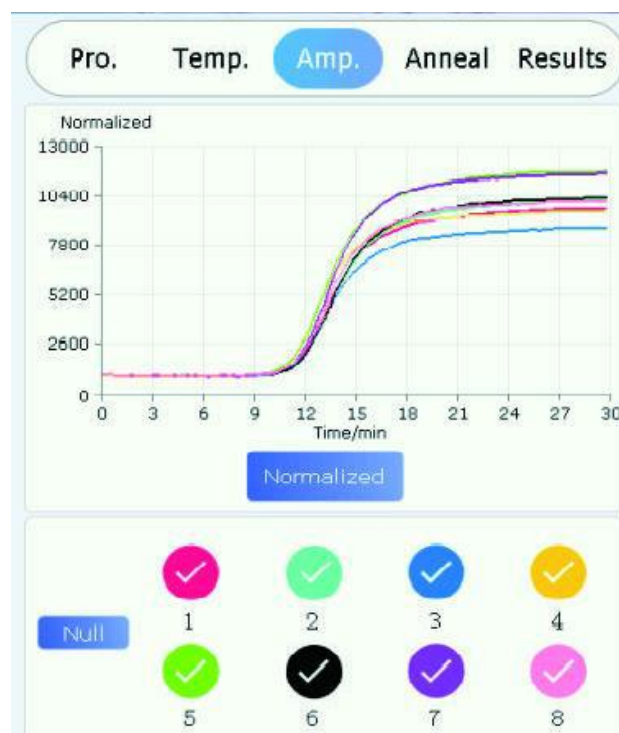 Pro. Temp. Amp. Anneal Results
Normalized
13000
10400
7800
5200
2600
0
0 3 6 9 12 15 18 21 24 27 30
Time/min
Normalized
1 2 3 4
Null
5 6 7 8